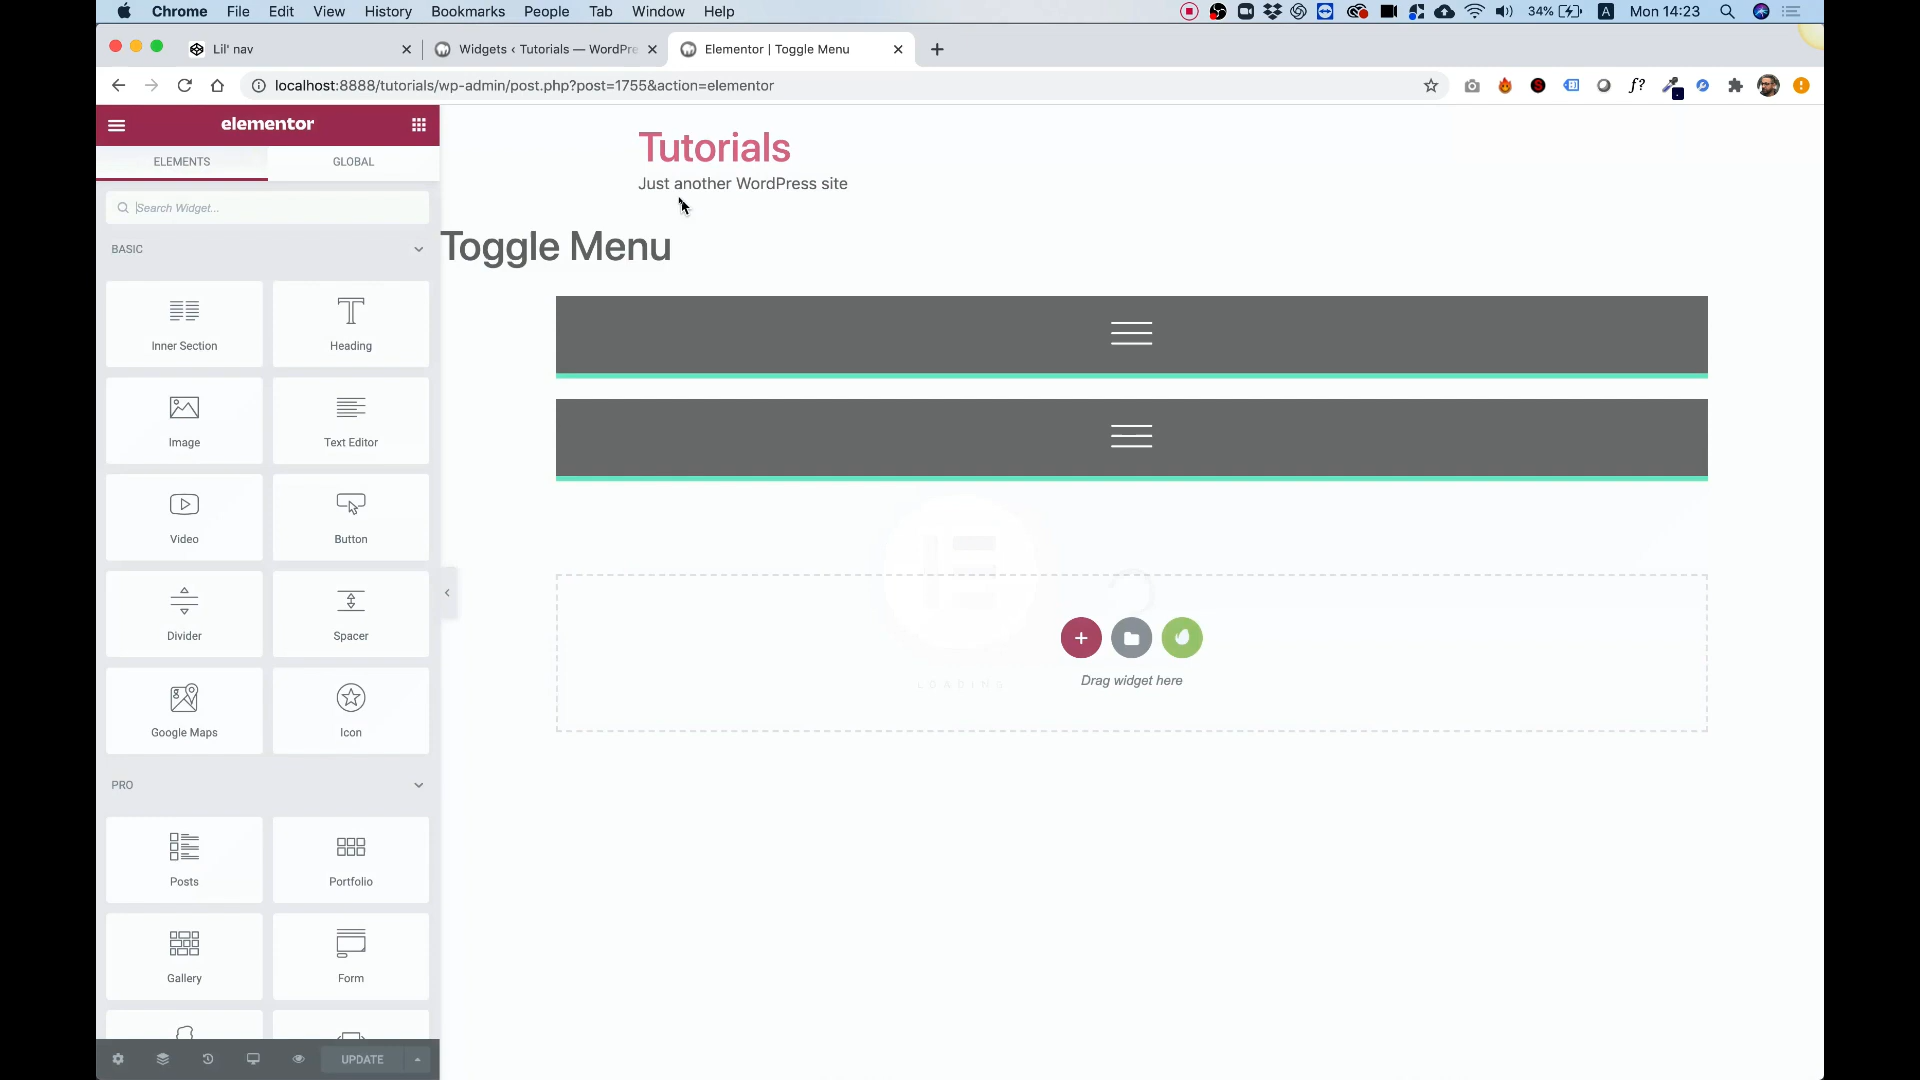 Chrome File Edit View History Bookmarks People Tab Window Help
34% A Mon 14:23
Lil' nav
Widgets ‹ Tutorials — WordPre
Elementor | Toggle Menu
localhost:8888/tutorials/wp-admin/post.php?post=1755&action=elementor
f?
elementor
ELEMENTS GLOBAL
Search Widget...
BASIC
Inner Section Heading
Image Text Editor
Video Button
Divider Spacer
Google Maps Icon
PRO
Posts Portfolio
Gallery Form
UPDATE
Tutorials
Just another WordPress site
Toggle Menu
LOADING
Drag widget here